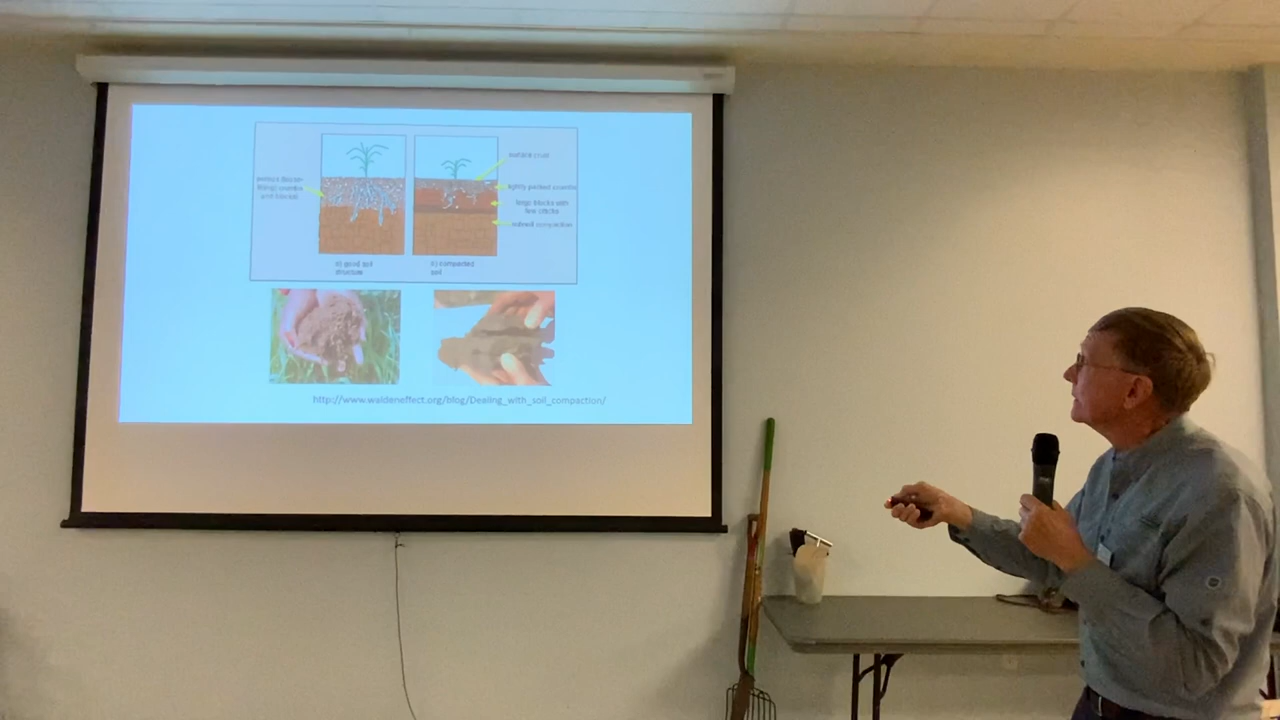 surface crust
porous (loose-
fitting) crumbs
and blocks)
tightly packed crumbs
large blocks with
few cracks
subsoil compaction
a) good soil
structure
compacted
soil
http://www.waldeneffect.org/blog/Dealing_with_soil_compaction/